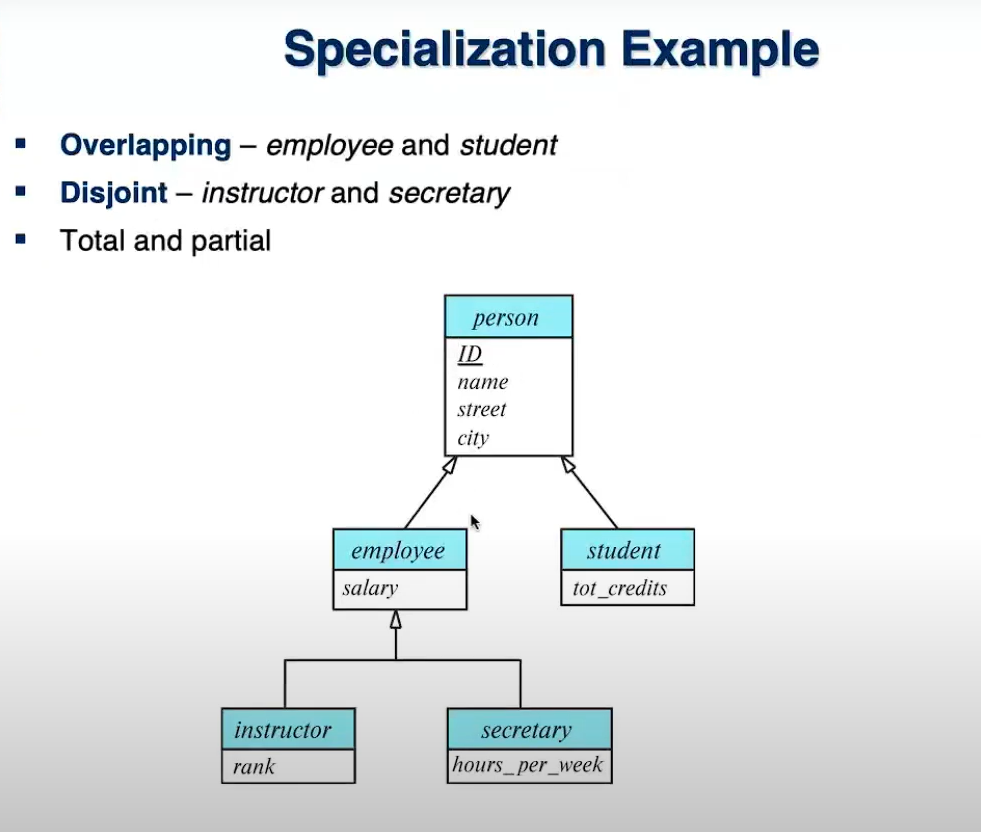 Specialization Example
▪ Overlapping – employee and student
▪ Disjoint – instructor and secretary
▪ Total and partial
person
ID
name
street
city
employee
salary
student
tot_credits
instructor
rank
secretary
hours_per_week